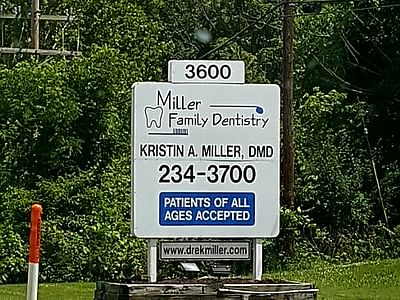 3600
Miller
Family Dentistry
KRISTIN A. MILLER, DMD
234-3700
PATIENTS OF ALL
AGES ACCEPTED
www.drekmiller.com